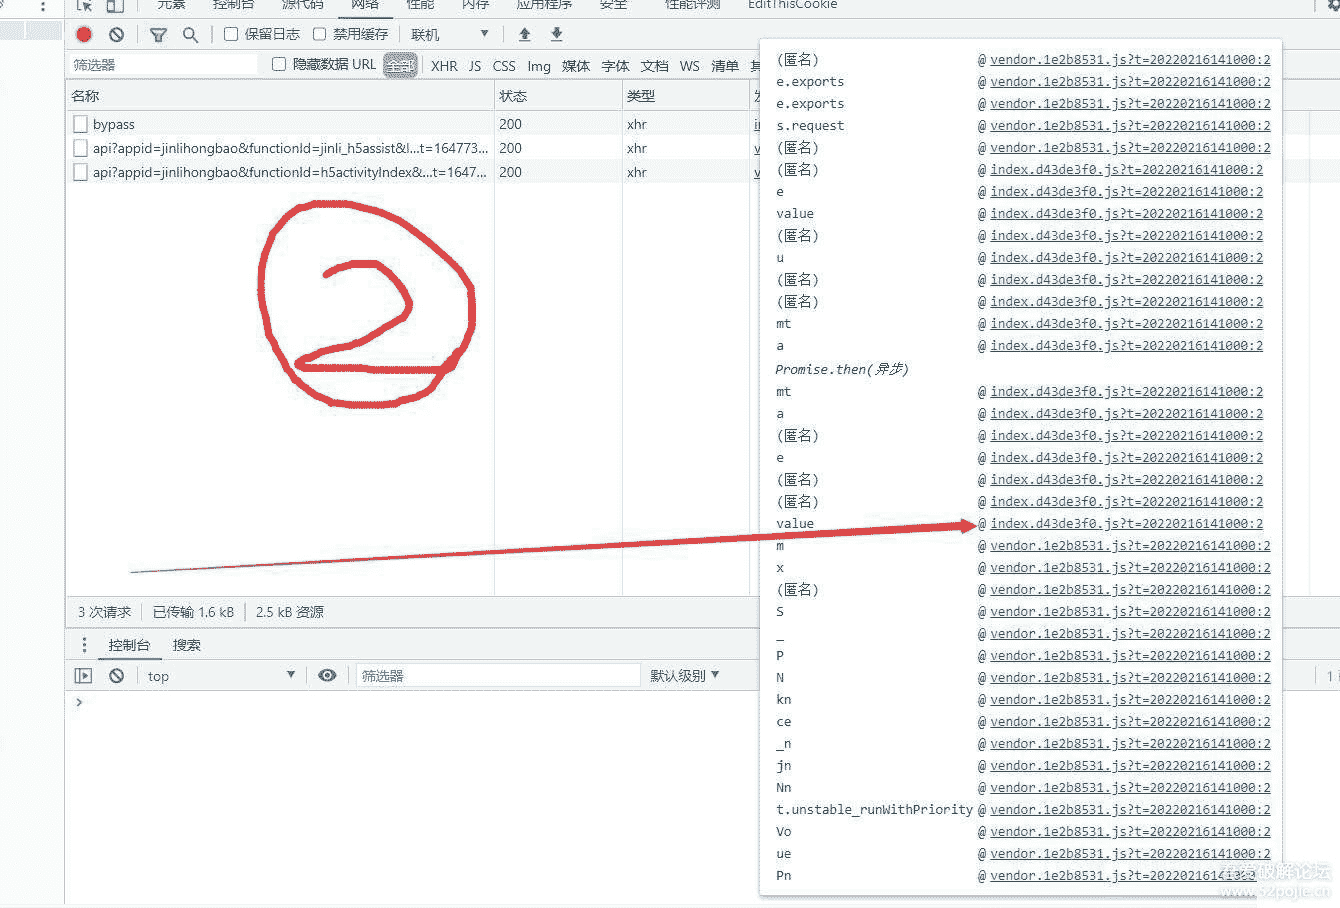 元素 控制台 源代码 网络 性能 内存 应用程序 安全 性能评测 EditThisCookie
保留日志 禁用缓存 联机
筛选器 隐藏数据 URL 全部 XHR JS CSS Img 媒体 字体 文档 WS 清单
名称 状态 类型
bypass 200 xhr
api?appid=jinlihongbao&functionId=jinli_h5assist&l...t=164773... 200 xhr
api?appid=jinlihongbao&functionId=h5activityIndex&...t=1647... 200 xhr
2
3 次请求 已传输 1.6 kB 2.5 kB 资源
控制台 搜索
top 筛选器 默认级别 1
>
(匿名) @ vendor.1e2b8531.js?t=20220216141000:2
e.exports @ vendor.1e2b8531.js?t=20220216141000:2
e.exports @ vendor.1e2b8531.js?t=20220216141000:2
s.request @ vendor.1e2b8531.js?t=20220216141000:2
(匿名) @ vendor.1e2b8531.js?t=20220216141000:2
(匿名) @ index.d43de3f0.js?t=20220216141000:2
e @ index.d43de3f0.js?t=20220216141000:2
value @ index.d43de3f0.js?t=20220216141000:2
(匿名) @ index.d43de3f0.js?t=20220216141000:2
u @ index.d43de3f0.js?t=20220216141000:2
(匿名) @ index.d43de3f0.js?t=20220216141000:2
(匿名) @ index.d43de3f0.js?t=20220216141000:2
mt @ index.d43de3f0.js?t=20220216141000:2
a @ index.d43de3f0.js?t=20220216141000:2
Promise.then(异步)
mt @ index.d43de3f0.js?t=20220216141000:2
a @ index.d43de3f0.js?t=20220216141000:2
(匿名) @ index.d43de3f0.js?t=20220216141000:2
e @ index.d43de3f0.js?t=20220216141000:2
(匿名) @ index.d43de3f0.js?t=20220216141000:2
(匿名) @ index.d43de3f0.js?t=20220216141000:2
value @ index.d43de3f0.js?t=20220216141000:2
m @ vendor.1e2b8531.js?t=20220216141000:2
x @ vendor.1e2b8531.js?t=20220216141000:2
(匿名) @ vendor.1e2b8531.js?t=20220216141000:2
S @ vendor.1e2b8531.js?t=20220216141000:2
_ @ vendor.1e2b8531.js?t=20220216141000:2
P @ vendor.1e2b8531.js?t=20220216141000:2
N @ vendor.1e2b8531.js?t=20220216141000:2
kn @ vendor.1e2b8531.js?t=20220216141000:2
ce @ vendor.1e2b8531.js?t=20220216141000:2
_n @ vendor.1e2b8531.js?t=20220216141000:2
jn @ vendor.1e2b8531.js?t=20220216141000:2
Nn @ vendor.1e2b8531.js?t=20220216141000:2
t.unstable_runWithPriority @ vendor.1e2b8531.js?t=20220216141000:2
Vo @ vendor.1e2b8531.js?t=20220216141000:2
ue @ vendor.1e2b8531.js?t=20220216141000:2
Pn @ vendor.1e2b8531.js?t=20220216141000:2
吾爱破解论坛
www.52pojie.cn